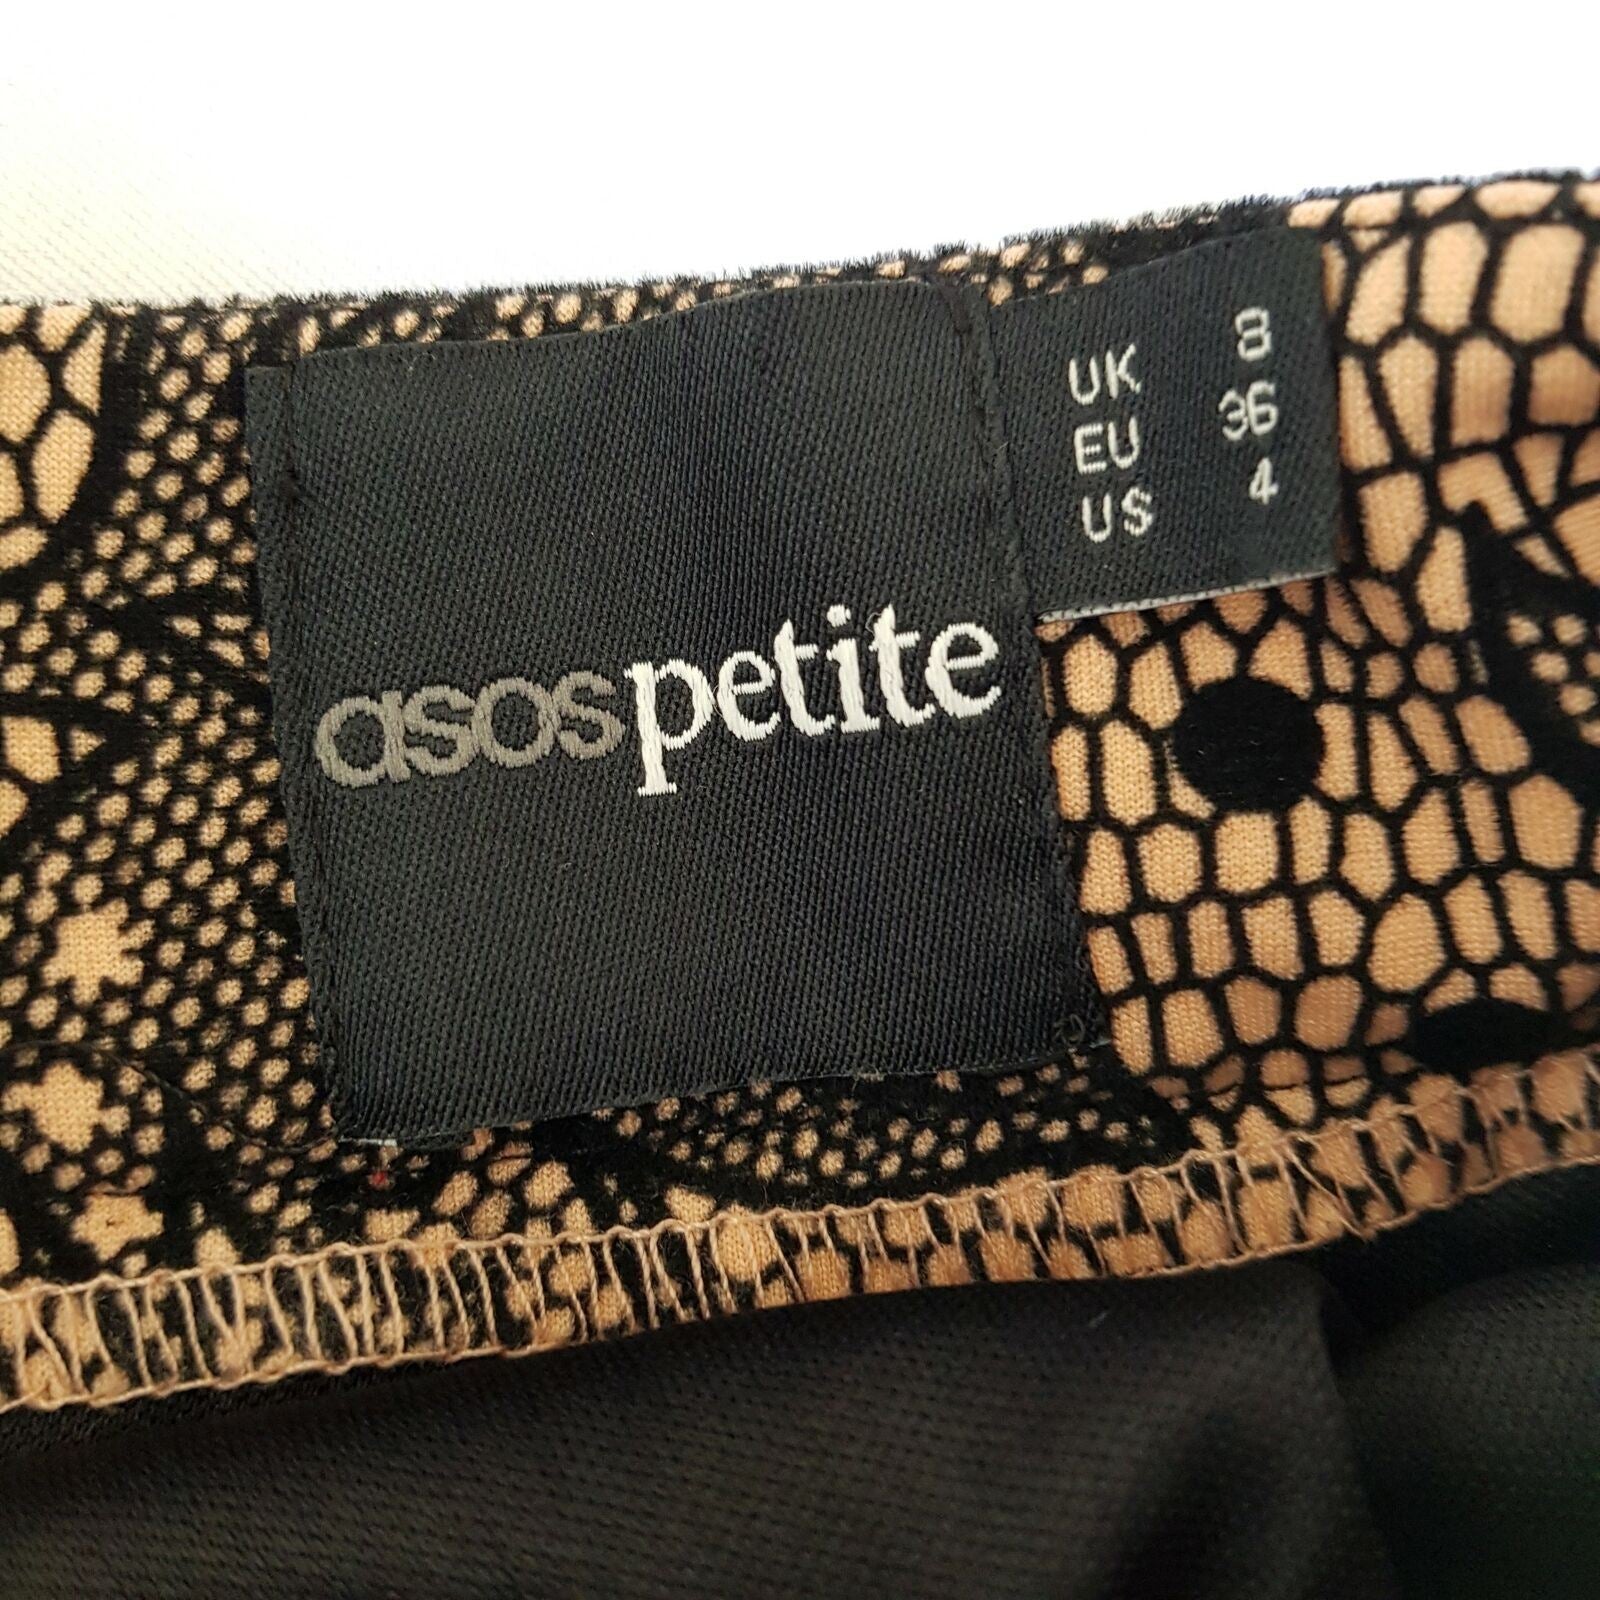 asospetite
UK 8
EU 36
US 4